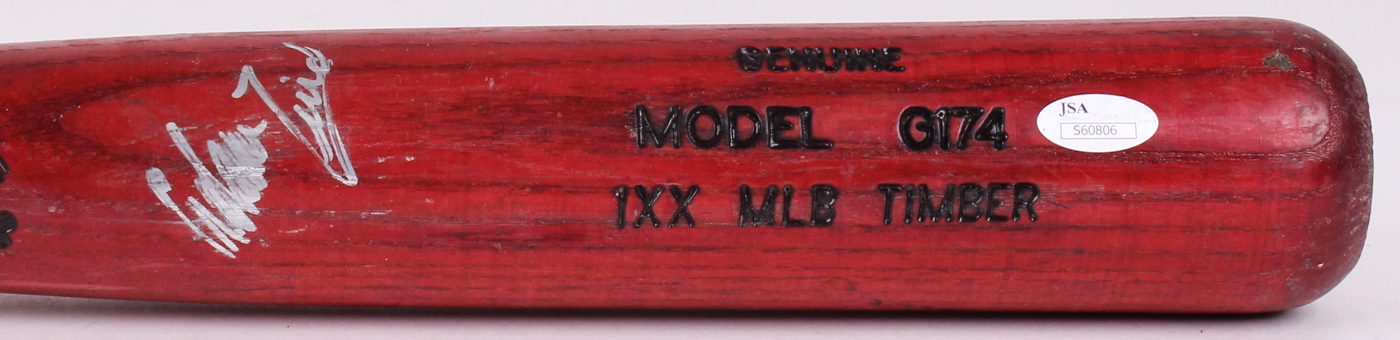 GENUINE
MODEL G174
1XX MLB TIMBER
JSA
S60806